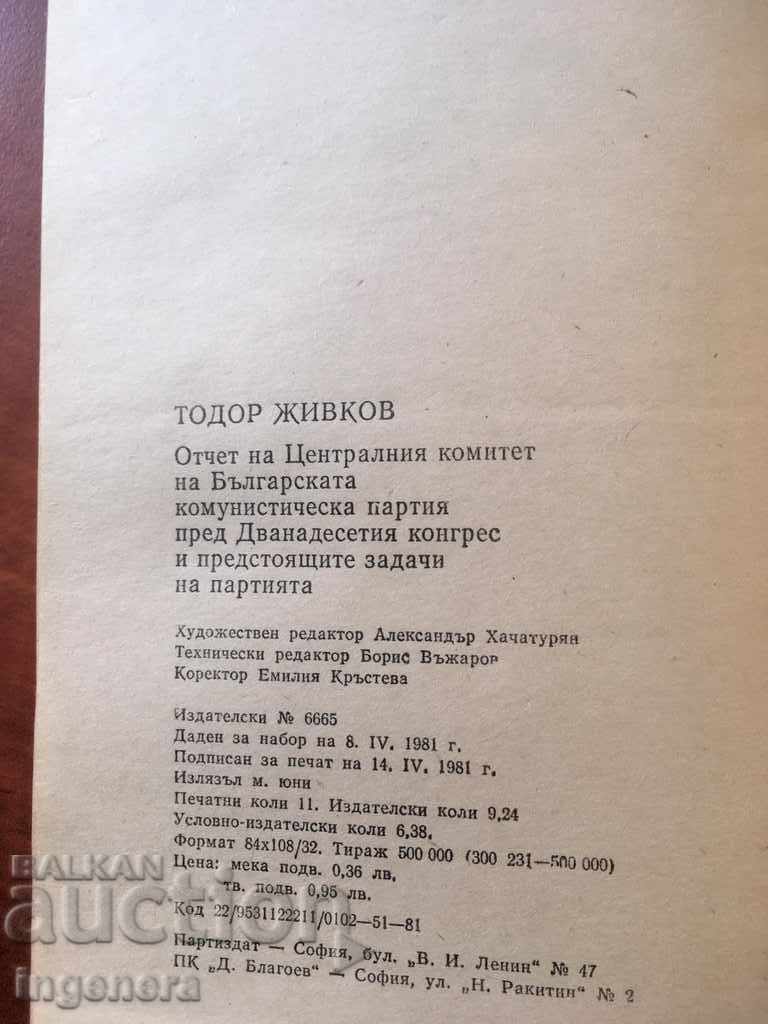 ТОДОР ЖИВКОВ
Отчет на Централния комитет
на Българската
комунистическа партия
пред Дванадесетия конгрес
и предстоящите задачи
на партията
Художествен редактор Александър Хачатурян
Технически редактор Борис Въжаров
Коректор Емилия Кръстева
Издателски № 6665
Даден за набор на 8. IV. 1981 г.
Подписан за печат на 14. IV. 1981 г.
Излязъл м. юни
Печатни коли 11. Издателски коли 9,24
Условно-издателски коли 6,38.
Формат 84x108/32. Тираж 500 000 (300 231—500 000)
Цена: мека подв. 0,36 лв.
тв. подв. 0,95 лв.
Код 22/9531122211/0102—51—81
Партиздат — София, бул. „В. И. Ленин“ № 47
ПК „Д. Благоев“ — София, ул. „Н. Ракитин“ № 2
BALKAN
auction
ingenera